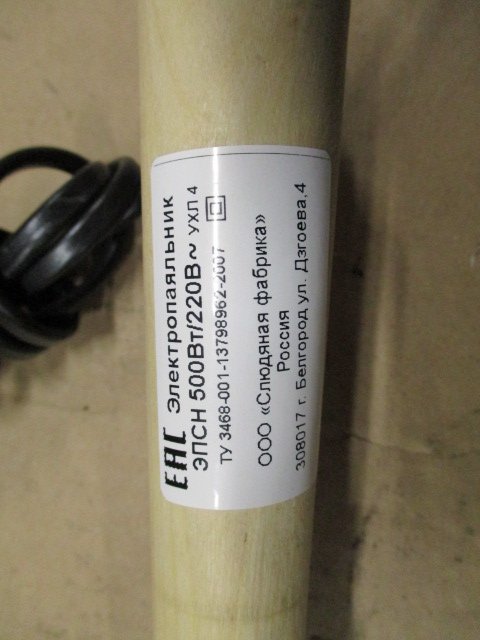 EAC Электропаяльник
ЭПСН 500Вт/220В~ УХЛ 4
ТУ 3468-001-13798962-2007
ООО «Слюдяная фабрика»
Россия
308017 г. Белгород ул. Дзгоева,4